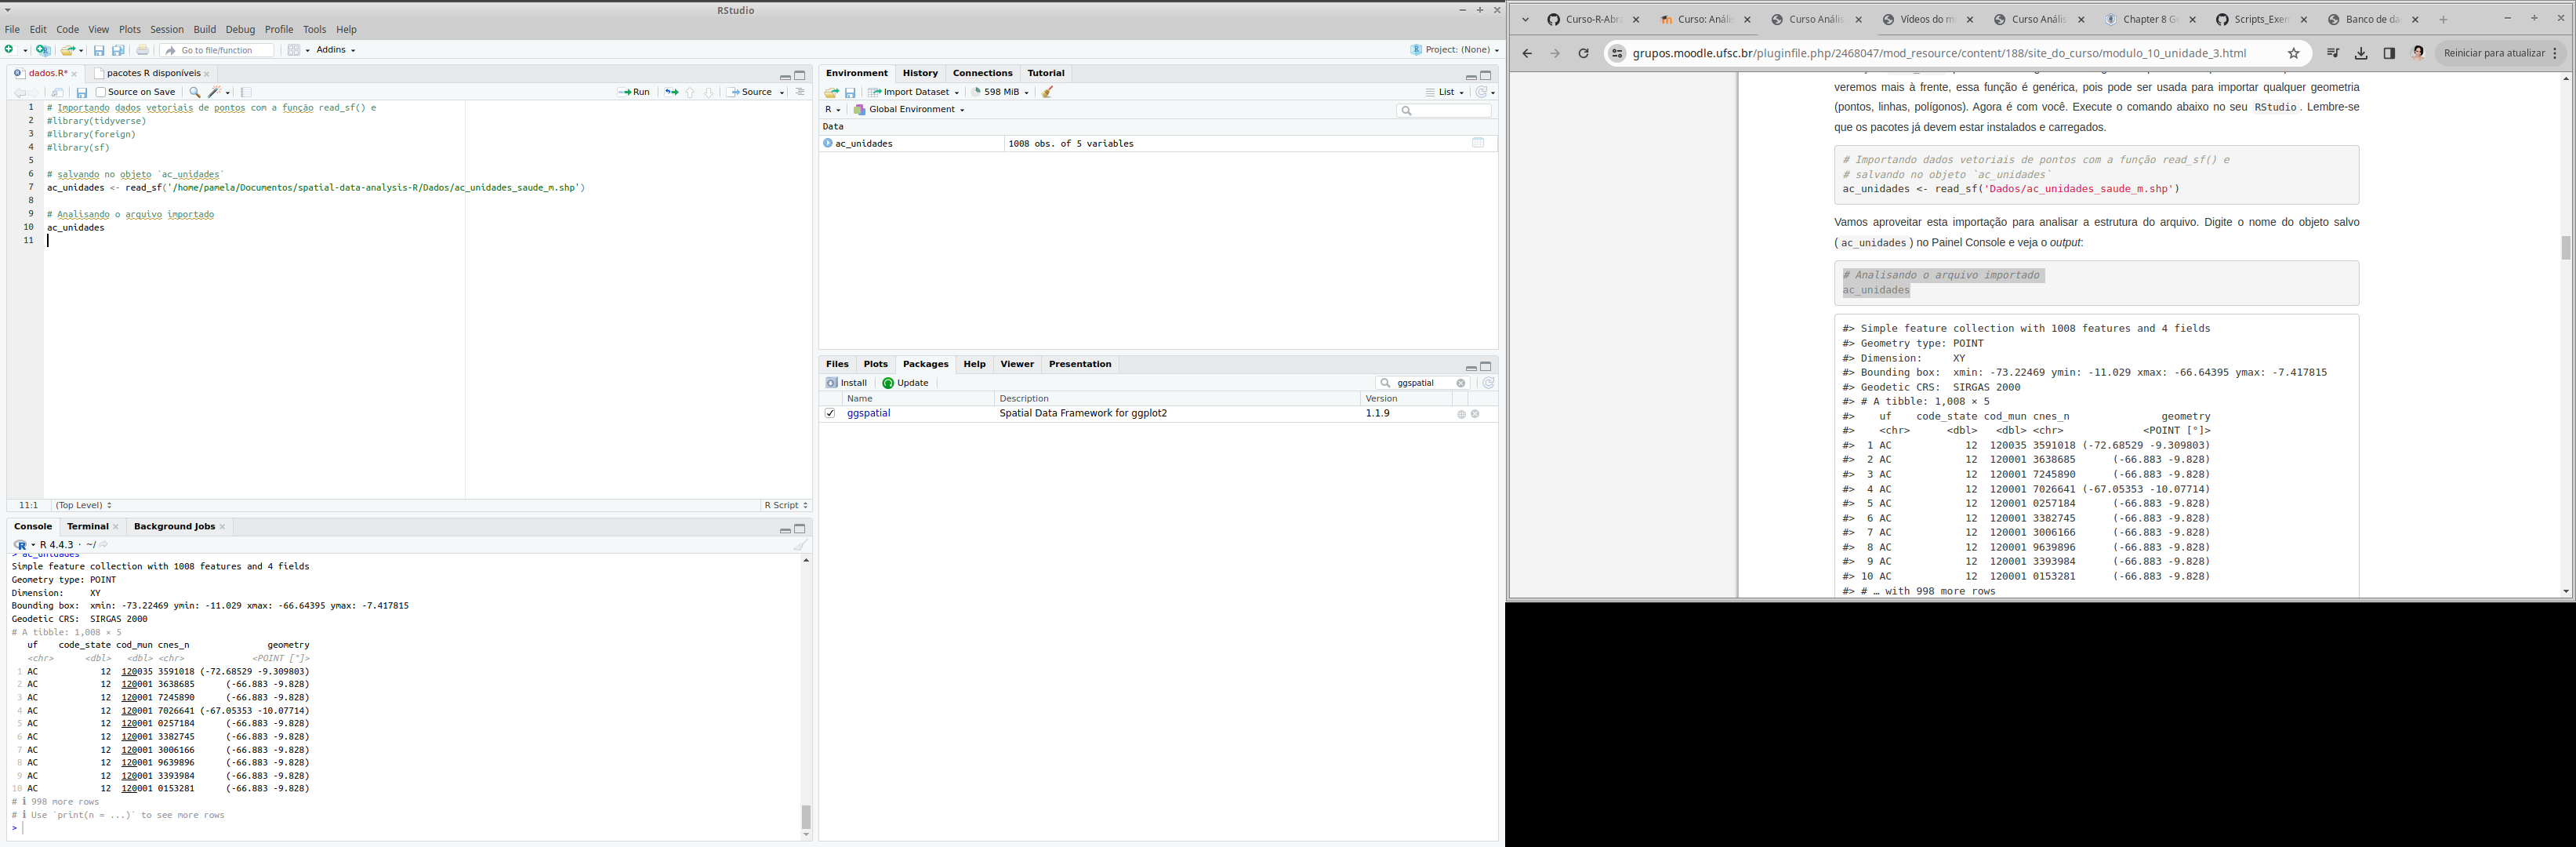 RStudio
File Edit Code View Plots Session Build Debug Profile Tools Help
Go to file/function Addins Project: (None)
dados.R* pacotes R disponíveis
Source on Save Run Source
1 # Importando dados vetoriais de pontos com a função read_sf() e
2 #library(tidyverse)
3 #library(foreign)
4 #library(sf)
5
6 # salvando no objeto `ac_unidades`
7 ac_unidades <- read_sf('/home/pamela/Documentos/spatial-data-analysis-R/Dados/ac_unidades_saude_m.shp')
8
9 # Analisando o arquivo importado
10 ac_unidades
11
11:1 (Top Level) R Script
Console Terminal Background Jobs
R 4.4.3 · ~/
> ac_unidades
Simple feature collection with 1008 features and 4 fields
Geometry type: POINT
Dimension: XY
Bounding box: xmin: -73.22469 ymin: -11.029 xmax: -66.64395 ymax: -7.417815
Geodetic CRS: SIRGAS 2000
# A tibble: 1,008 × 5
uf code_state cod_mun cnes_n geometry
<chr> <dbl> <dbl> <chr> <POINT [°]>
1 AC 12 120035 3591018 (-72.68529 -9.309803)
2 AC 12 120001 3638685 (-66.883 -9.828)
3 AC 12 120001 7245890 (-66.883 -9.828)
4 AC 12 120001 7026641 (-67.05353 -10.07714)
5 AC 12 120001 0257184 (-66.883 -9.828)
6 AC 12 120001 3382745 (-66.883 -9.828)
7 AC 12 120001 3006166 (-66.883 -9.828)
8 AC 12 120001 9639896 (-66.883 -9.828)
9 AC 12 120001 3393984 (-66.883 -9.828)
10 AC 12 120001 0153281 (-66.883 -9.828)
# ℹ 998 more rows
# ℹ Use `print(n = ...)` to see more rows
>
Environment History Connections Tutorial
Import Dataset 598 MiB List
R Global Environment
Data
ac_unidades 1008 obs. of 5 variables
Files Plots Packages Help Viewer Presentation
Install Update ggspatial
Name Description Version
ggspatial Spatial Data Framework for ggplot2 1.1.9
Curso-R-Abr Curso: Anális Curso Anális Vídeos do m Curso Anális Chapter 8 G Scripts_Exen Banco de da
grupos.moodle.ufsc.br/pluginfile.php/2468047/mod_resource/content/188/site_do_curso/modulo_10_unidade_3.html Reiniciar para atualizar
veremos mais à frente, essa função é genérica, pois pode ser usada para importar qualquer geometria
(pontos, linhas, polígonos). Agora é com você. Execute o comando abaixo no seu RStudio. Lembre-se
que os pacotes já devem estar instalados e carregados.
# Importando dados vetoriais de pontos com a função read_sf() e
# salvando no objeto `ac_unidades`
ac_unidades <- read_sf('Dados/ac_unidades_saude_m.shp')
Vamos aproveitar esta importação para analisar a estrutura do arquivo. Digite o nome do objeto salvo
( ac_unidades ) no Painel Console e veja o output:
# Analisando o arquivo importado
ac_unidades
#> Simple feature collection with 1008 features and 4 fields
#> Geometry type: POINT
#> Dimension: XY
#> Bounding box: xmin: -73.22469 ymin: -11.029 xmax: -66.64395 ymax: -7.417815
#> Geodetic CRS: SIRGAS 2000
#> # A tibble: 1,008 × 5
#> uf code_state cod_mun cnes_n geometry
#> <chr> <dbl> <dbl> <chr> <POINT [°]>
#> 1 AC 12 120035 3591018 (-72.68529 -9.309803)
#> 2 AC 12 120001 3638685 (-66.883 -9.828)
#> 3 AC 12 120001 7245890 (-66.883 -9.828)
#> 4 AC 12 120001 7026641 (-67.05353 -10.07714)
#> 5 AC 12 120001 0257184 (-66.883 -9.828)
#> 6 AC 12 120001 3382745 (-66.883 -9.828)
#> 7 AC 12 120001 3006166 (-66.883 -9.828)
#> 8 AC 12 120001 9639896 (-66.883 -9.828)
#> 9 AC 12 120001 3393984 (-66.883 -9.828)
#> 10 AC 12 120001 0153281 (-66.883 -9.828)
#> # … with 998 more rows